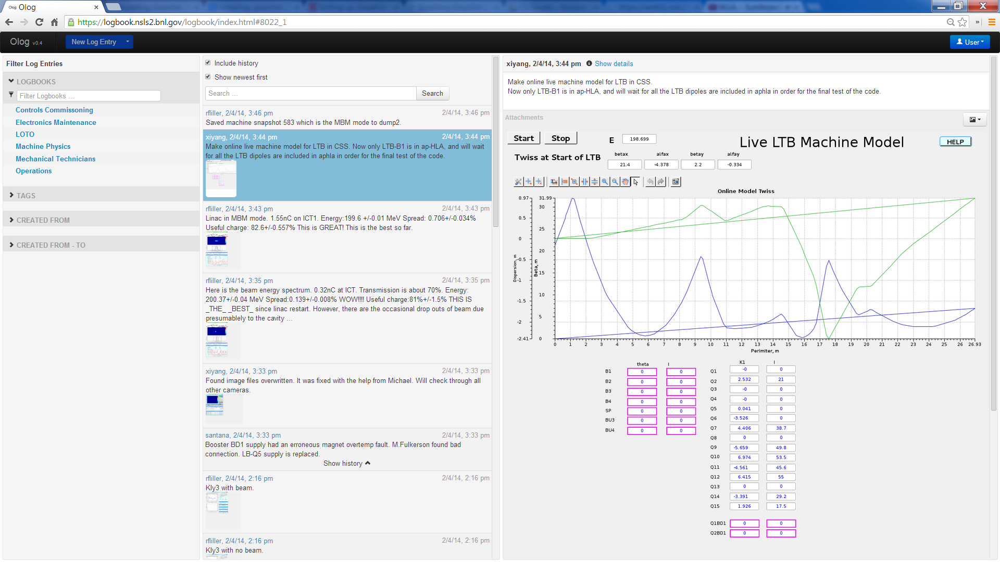 Olog Olog
https://logbook.nsls2.bnl.gov/logbook/index.html#8022_1
Olog v0.4
New Log Entry
User
Filter Log Entries
LOGBOOKS
Filter Logbooks ...
Controls Commissoning
Electronics Maintenance
LOTO
Machine Physics
Mechanical Technicians
Operations
TAGS
CREATED FROM
CREATED FROM - TO
Include history
Show newest first
Search ... Search
rfliller, 2/4/14, 3:46 pm 2/4/14, 3:46 pm
Saved machine snapshot 583 which is the MBM mode to dump2.
xiyang, 2/4/14, 3:44 pm 2/4/14, 3:44 pm
Make online live machine model for LTB in CSS. Now only LTB-B1 is in ap-HLA, and will wait
for all the LTB dipoles are included in aphla in order for the final test of the code.
rfliller, 2/4/14, 3:43 pm 2/4/14, 3:43 pm
Linac in MBM mode. 1.55nC on ICT1. Energy:199.6 +/-0.01 MeV Spread: 0.706+/-0.034%
Useful charge: 82.6+/-0.557% This is GREAT! This is the best so far.
rfliller, 2/4/14, 3:35 pm 2/4/14, 3:35 pm
Here is the beam energy spectrum. 0.32nC at ICT. Transmission is about 70%. Energy:
200.37+/-0.04 MeV Spread:0.139+/-0.008% WOW!!!! Useful charge:81%+/-1.5% THIS IS
_THE_ _BEST_ since linac restart. However, there are the occasional drop outs of beam due
presumablely to the cavity ...
xiyang, 2/4/14, 3:33 pm 2/4/14, 3:33 pm
Found image files overwritten. It was fixed with the help from Michael. Will check through all
other cameras.
santana, 2/4/14, 3:33 pm 2/4/14, 3:33 pm
Booster BD1 supply had an erroneous magnet overtemp fault. M.Fulkerson found bad
connection. LB-Q5 supply is replaced.
Show history
rfliller, 2/4/14, 2:16 pm 2/4/14, 2:16 pm
Kly3 with beam.
rfliller, 2/4/14, 2:16 pm 2/4/14, 2:16 pm
Kly3 with no beam.
xiyang, 2/4/14, 3:44 pm Show details
Make online live machine model for LTB in CSS.
Now only LTB-B1 is in ap-HLA, and will wait for all the LTB dipoles are included in aphla in order for the final test of the code.
Attachments
Start Stop E 198.699 Live LTB Machine Model HELP
betax alfax betay alfay
Twiss at Start of LTB 21.4 -4.378 2.2 -0.334
Online Model Twiss
0.97 0.5 0 -0.5 -1 -1.5 -2 -2.41
Dispersion, m
31.99 30 25 20 15 10 5 0
Beta, m
0 1 2 3 4 5 6 7 8 9 10 11 12 13 14 15 16 17 18 19 20 21 22 23 24 25 26 26.93
Perimiter, m
theta I
B1 0 0
B2 0 0
B3 0 0
B4 0 0
SP 0 0
BU3 0 0
BU4 0 0
K1 I
Q1 -0 0
Q2 2.532 21
Q3 -0 0
Q4 -0 0
Q5 0.041 0
Q6 -3.526 0
Q7 4.406 38.7
Q8 0 0
Q9 -5.659 49.8
Q10 6.974 53.5
Q11 -4.561 45.6
Q12 6.415 55
Q13 0 0
Q14 -3.391 29.2
Q15 1.926 17.5
Q1BD1 0 0
Q2BD1 0 0